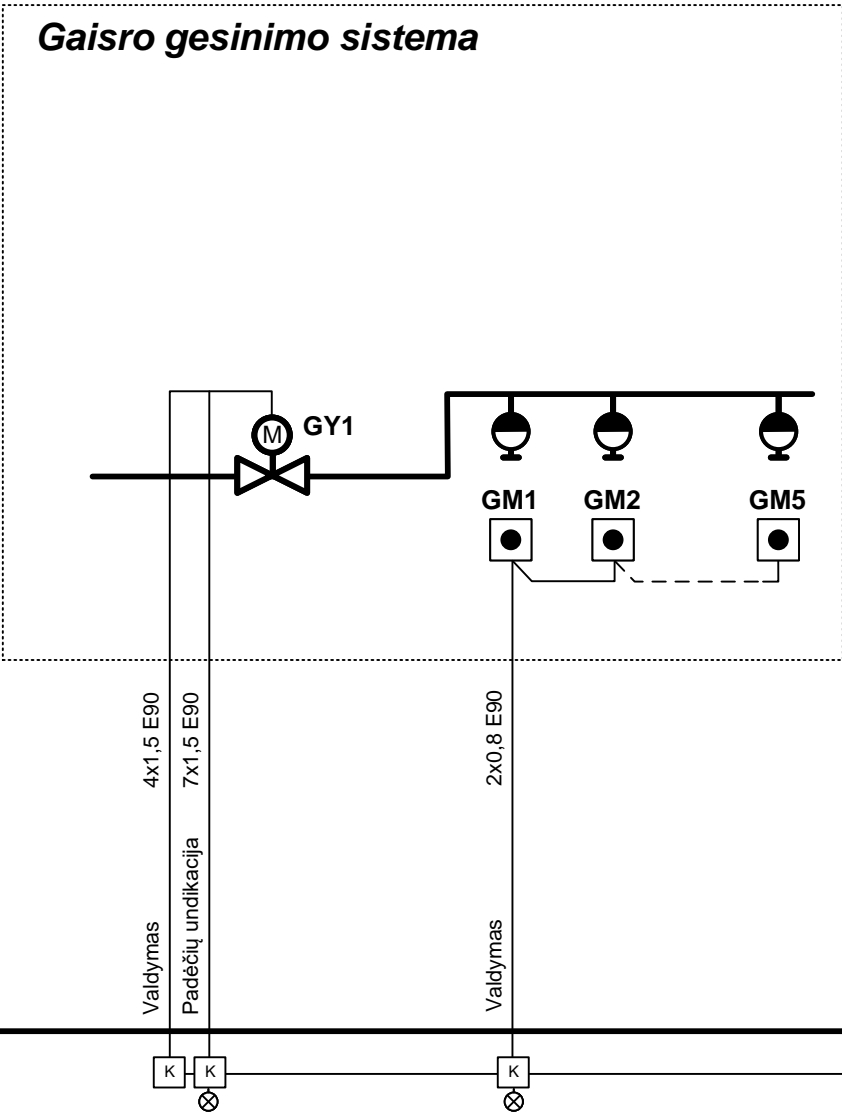 Gaisro gesinimo sistema
M
GY1
GM1
GM2
GM5
4x1,5 E90
7x1,5 E90
2x0,8 E90
Valdymas
Padėčių undikacija
Valdymas
K
K
K